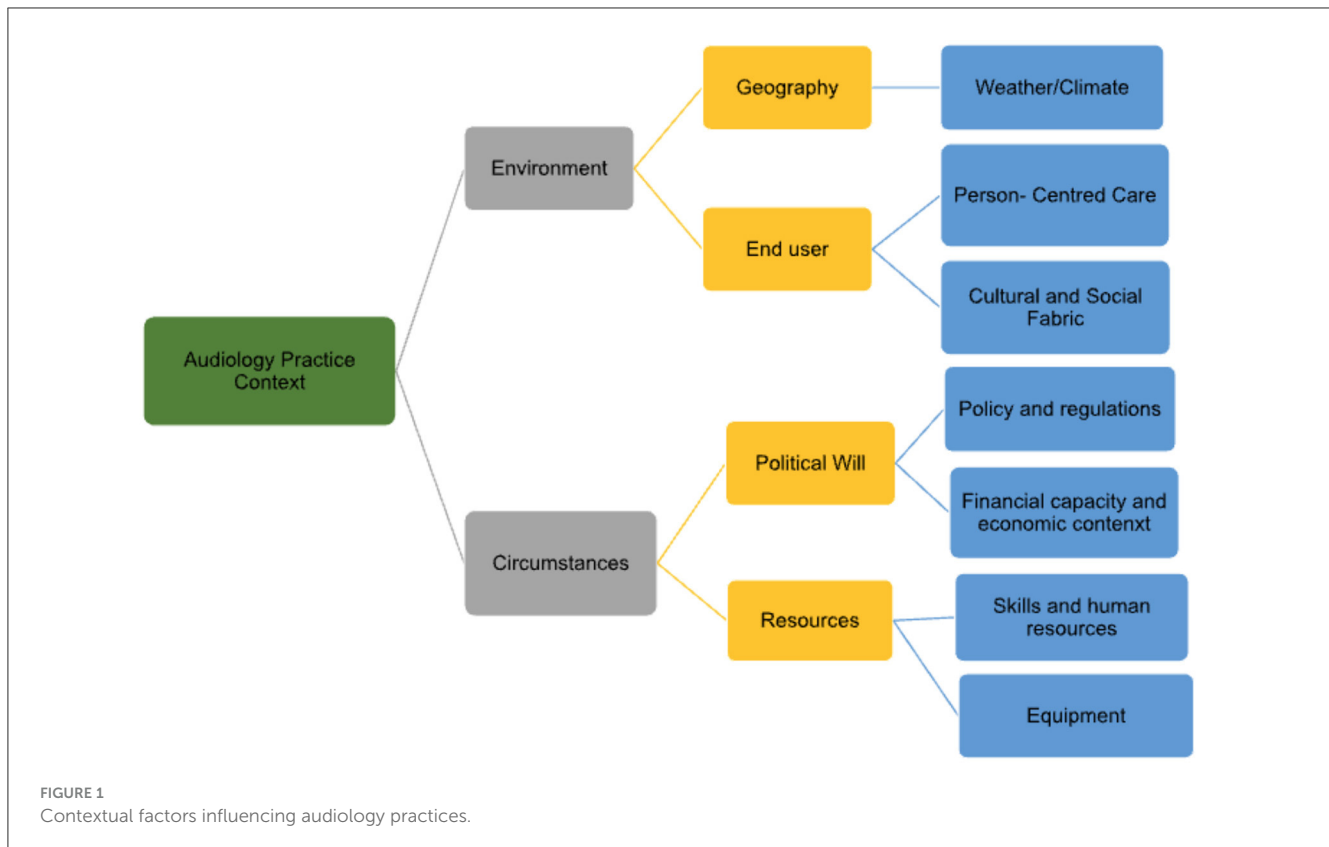 Geography
Weather/Climate
Environment
Person- Centred Care
End user
Cultural and Social
Fabric
Audiology Practice
Context
Policy and regulations
Political Will
Financial capacity and
economic contenxt
Circumstances
Skills and human
resources
Resources
Equipment
FIGURE 1
Contextual factors influencing audiology practices.